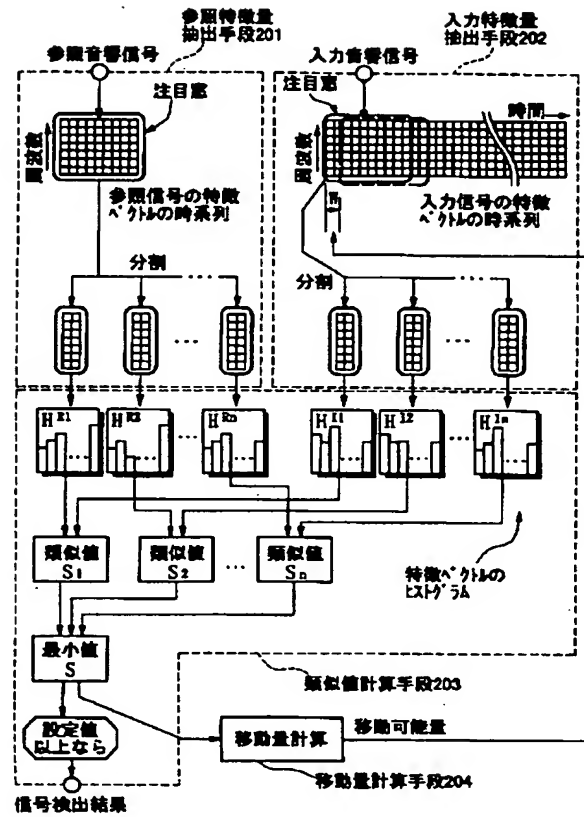 参照特徴量
抽出手段201
参照音響信号
注目窓
周波数
参照信号の特徴
ベクトルの時系列
分割
...
...
入力特徴量
抽出手段202
入力音響信号
注目窓
時間
周波数
W
入力信号の特徴
ベクトルの時系列
分割
...
...
H R1
H R2
...
H Rn
H I1
H I2
...
H In
類似値
S1
類似値
S2
...
類似値
Sn
特徴ベクトルの
ヒストグラム
最小値
S
類似値計算手段203
設定値
以上なら
移動量計算
移動可能量
移動量計算手段204
信号検出結果